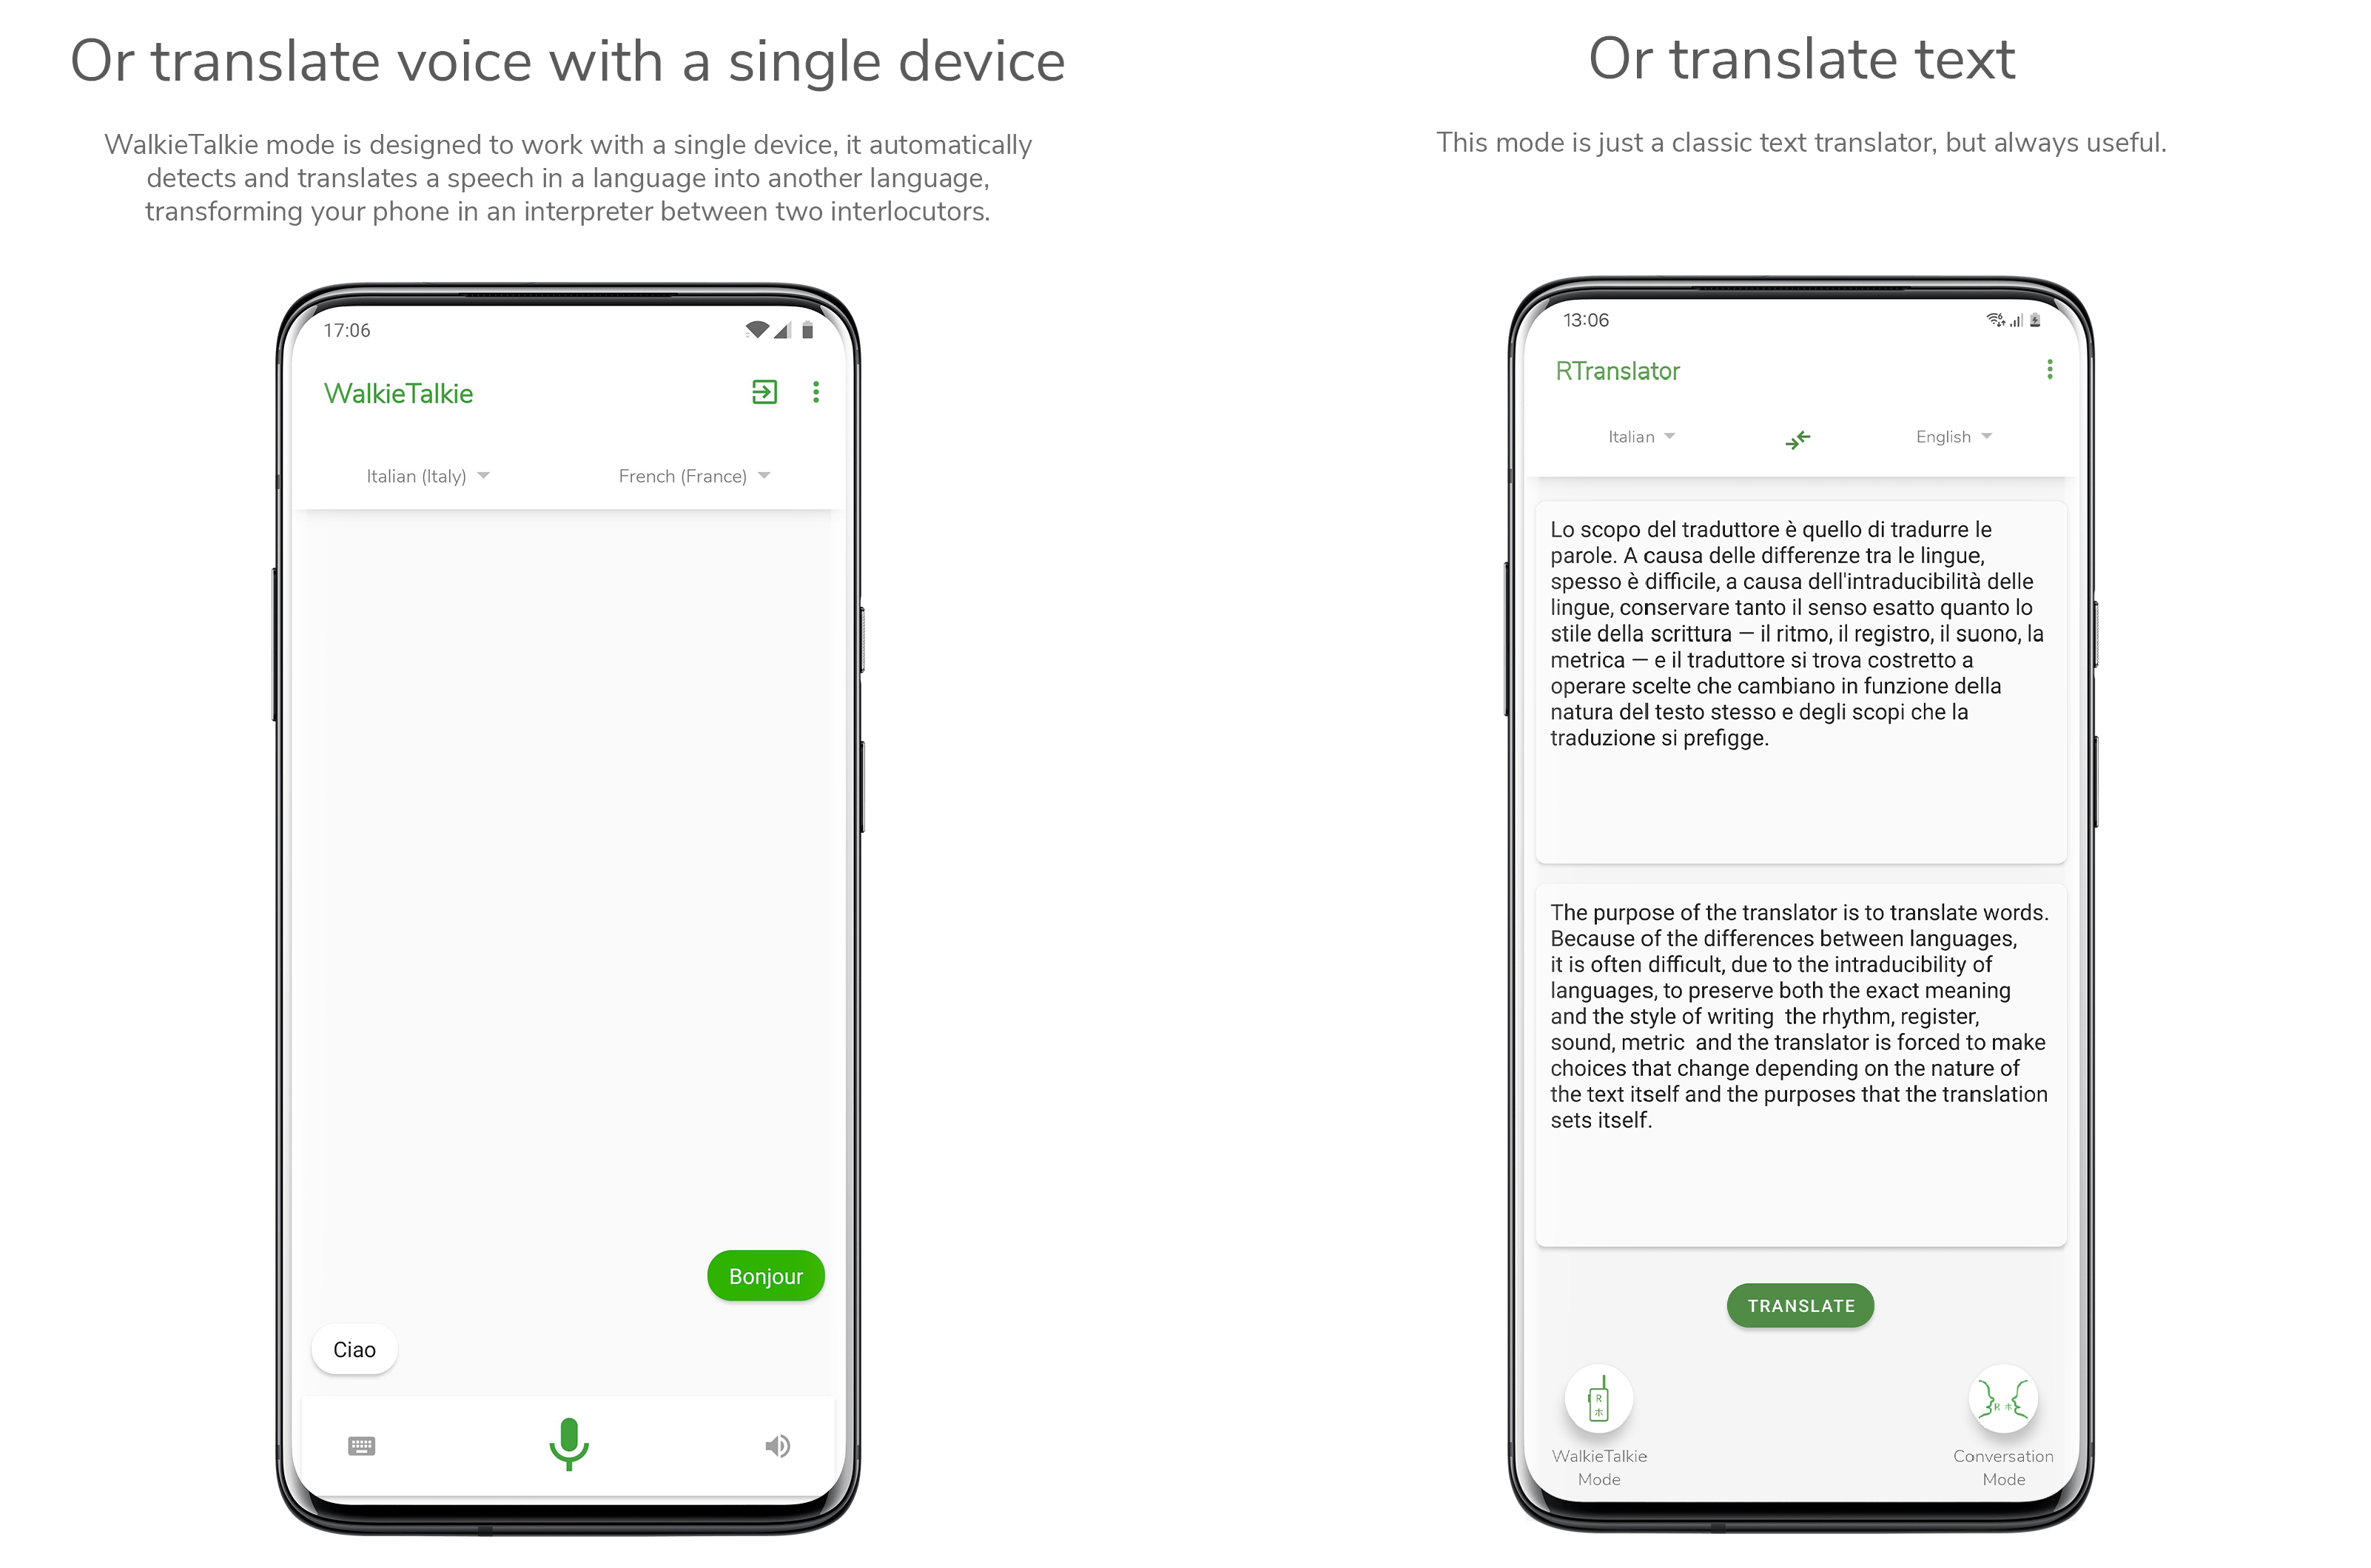 Or translate voice with a single device
WalkieTalkie mode is designed to work with a single device, it automatically
detects and translates a speech in a language into another language,
transforming your phone in an interpreter between two interlocutors.
17:06
WalkieTalkie
Italian (Italy)
French (France)
Bonjour
Ciao
Or translate text
This mode is just a classic text translator, but always useful.
13:06
RTranslator
Italian
English
Lo scopo del traduttore è quello di tradurre le
parole. A causa delle differenze tra le lingue,
spesso è difficile, a causa dell'intraducibilità delle
lingue, conservare tanto il senso esatto quanto lo
stile della scrittura — il ritmo, il registro, il suono, la
metrica — e il traduttore si trova costretto a
operare scelte che cambiano in funzione della
natura del testo stesso e degli scopi che la
traduzione si prefigge.
The purpose of the translator is to translate words.
Because of the differences between languages,
it is often difficult, due to the intraducibility of
languages, to preserve both the exact meaning
and the style of writing  the rhythm, register,
sound, metric  and the translator is forced to make
choices that change depending on the nature of
the text itself and the purposes that the translation
sets itself.
TRANSLATE
R
ホ
R ホ
WalkieTalkie
Mode
Conversation
Mode